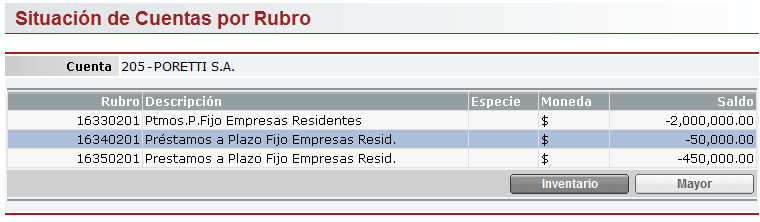 Situación de Cuentas por Rubro
Cuenta 205 - PORETTI S.A.
Rubro Descripción Especie Moneda Saldo
16330201 Ptmos.P.Fijo Empresas Residentes $ -2,000,000.00
16340201 Préstamos a Plazo Fijo Empresas Resid. $ -50,000.00
16350201 Prestamos a Plazo Fijo Empresas Resid. $ -450,000.00
Inventario Mayor